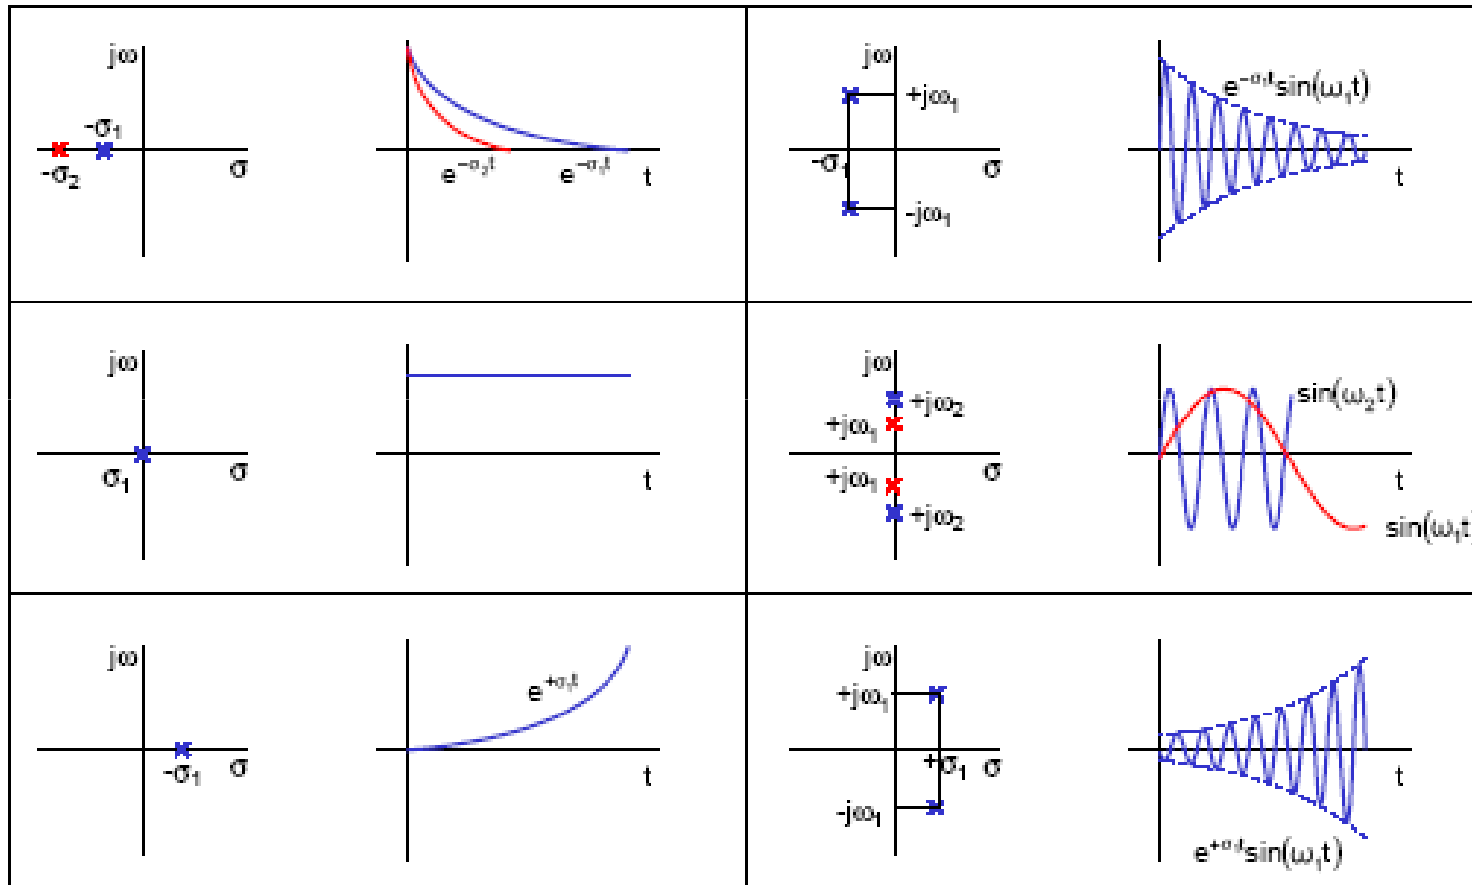 jω
-σ₁
-σ₂
σ
e^{-σ₂t}
e^{-σ₁t}
t
jω
+jω₁
-σ₁
σ
-jω₁
e^{-σ₁t}sin(ω₁t)
t
jω
σ₁
σ
t
jω
+jω₂
+jω₁
σ
+jω₁
+jω₂
sin(ω₂t)
t
sin(ω₁t)
jω
-σ₁
σ
e^{+σ₁t}
t
jω
+jω₁
+σ₁
σ
-jω₁
t
e^{+σ₁t}sin(ω₁t)